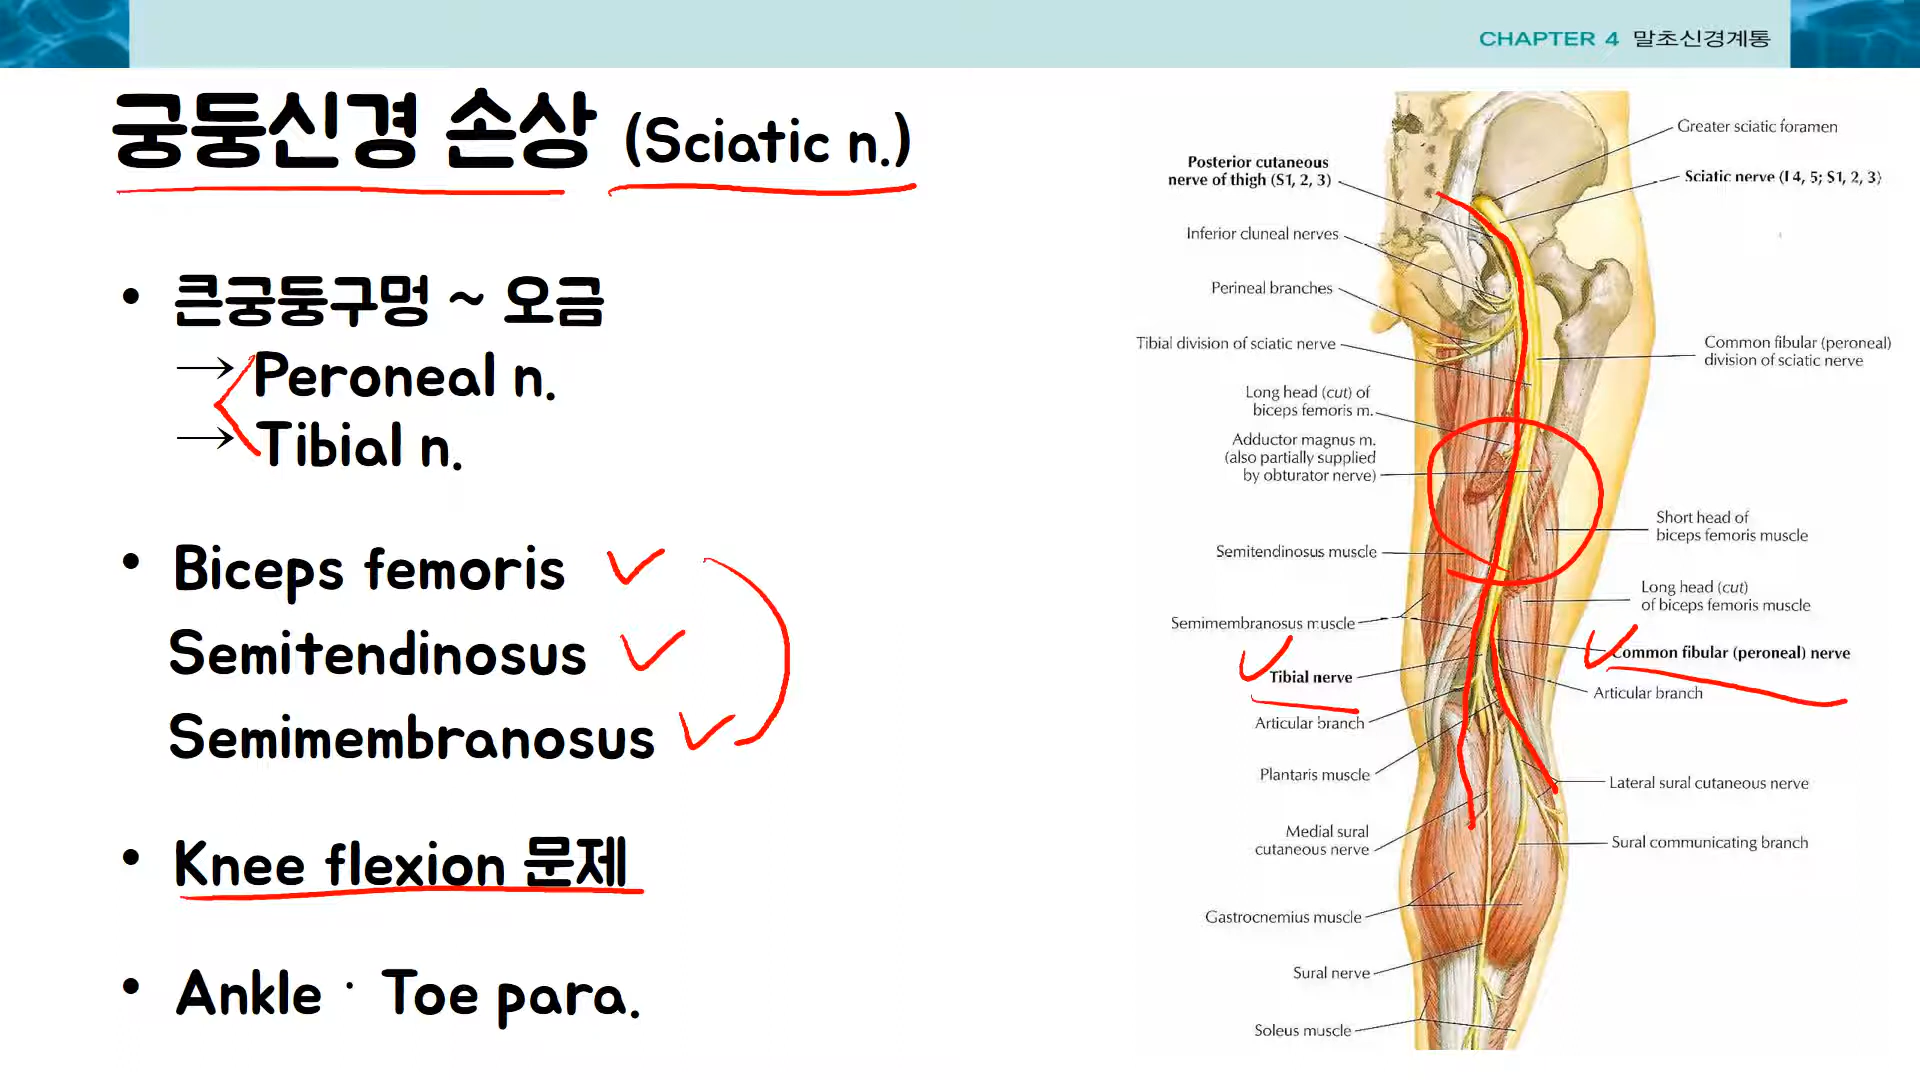 CHAPTER 4 말초신경계통
궁둥신경 손상 (Sciatic n.)
• 큰궁둥구멍 ~ 오금
→ Peroneal n.
→ Tibial n.
• Biceps femoris
Semitendinosus
Semimembranosus
• Knee flexion 문제
• Ankle · Toe para.
Posterior cutaneous
nerve of thigh (S1, 2, 3)
Inferior cluneal nerves
Perineal branches
Tibial division of sciatic nerve
Long head (cut) of
biceps femoris m.
Adductor magnus m.
(also partially supplied
by obturator nerve)
Semitendinosus muscle
Semimembranosus muscle
Tibial nerve
Articular branch
Plantaris muscle
Medial sural
cutaneous nerve
Gastrocnemius muscle
Sural nerve
Soleus muscle
Greater sciatic foramen
Sciatic nerve (L4, 5; S1, 2, 3)
Common fibular (peroneal)
division of sciatic nerve
Short head of
biceps femoris muscle
Long head (cut)
of biceps femoris muscle
Common fibular (peroneal) nerve
Articular branch
Lateral sural cutaneous nerve
Sural communicating branch